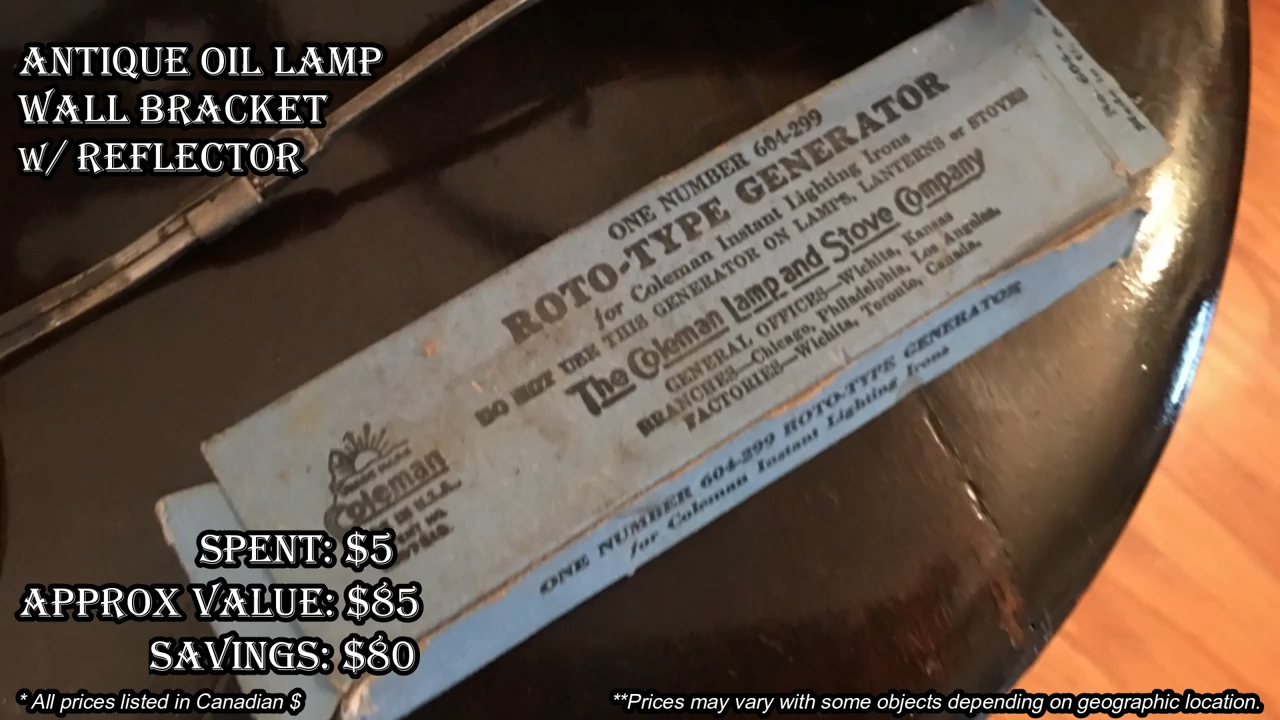 ANTIQUE OIL LAMP
WALL BRACKET
W/ REFLECTOR
ONE NUMBER 604-299
ROTO-TYPE GENERATOR
for Coleman Instant Lighting Irons
DO NOT USE THIS GENERATOR ON LAMPS, LANTERNS or STOVES
The Coleman Lamp and Stove Company
GENERAL OFFICES—Wichita, Kansas
BRANCHES—Chicago, Philadelphia, Los Angeles.
FACTORIES—Wichita, Toronto, Canada.
Coleman
IN U.S.A.
ONE NUMBER 604-299 ROTO-TYPE GENERATOR
for Coleman Instant Lighting Irons
SPENT: $5
APPROX VALUE: $85
SAVINGS: $80
* All prices listed in Canadian $
**Prices may vary with some objects depending on geographic location.